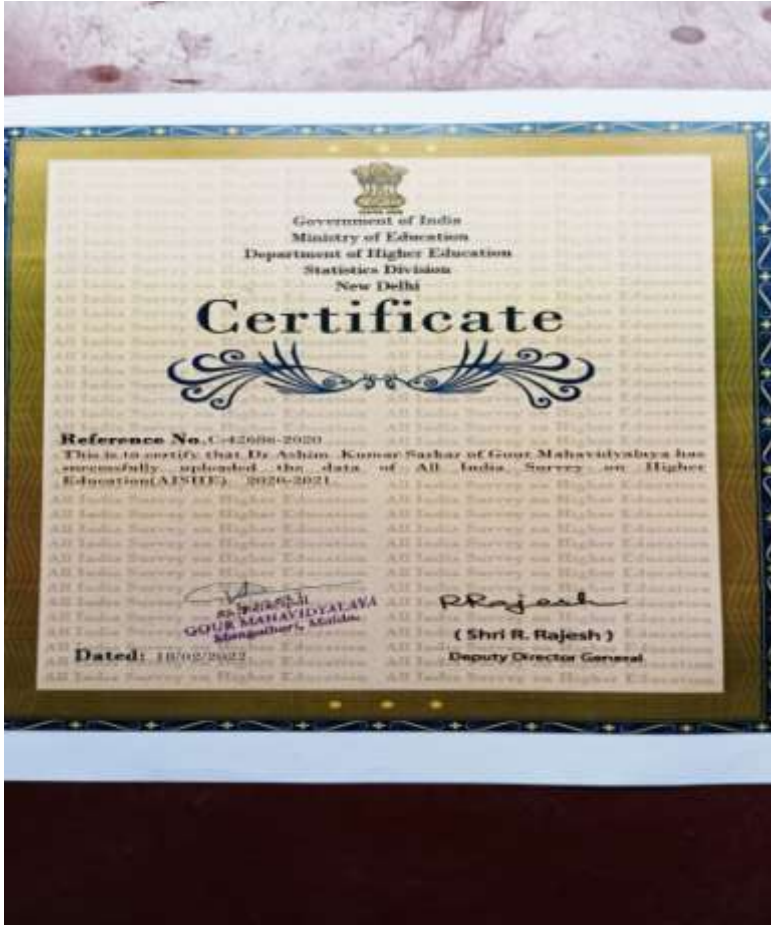 Government of India
Ministry of Education
Department of Higher Education
Statistics Division
New Delhi
Certificate
Reference No. C-42686-2020
This is to certify that Dr Ashim Kumar Sarkar of Gour Mahavidyalaya has
successfully uploaded the data of All India Survey on Higher
Education(AISHE) 2020-2021
GOUR MAHAVIDYALAYA
Mangalbari, Malda.
RRajesh
( Shri R. Rajesh )
Deputy Director General
Dated: 18/02/2022